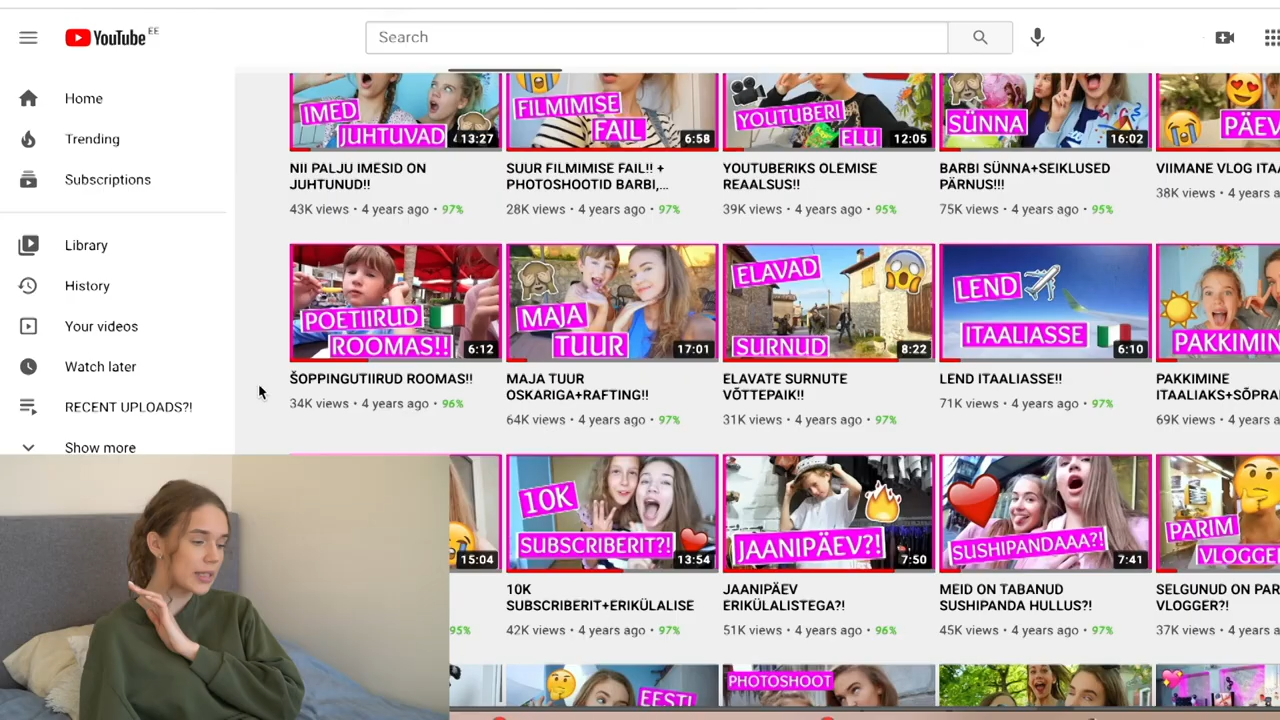 YouTube EE
Search
Home
Trending
Subscriptions
Library
History
Your videos
Watch later
RECENT UPLOADS?!
Show more
IMED
JUHTUVAD
13:27
NII PALJU IMESID ON
JUHTUNUD!!
43K views • 4 years ago • 97%
FILMIMISE
FAIL
6:58
SUUR FILMIMISE FAIL!! +
PHOTOSHOOTID BARBI,...
28K views • 4 years ago • 97%
YOUTUBERI
ELU
12:05
YOUTUBERIKS OLEMISE
REAALSUS!!
39K views • 4 years ago • 95%
SÜNNA
16:02
BARBI SÜNNA+SEIKLUSED
PÄRNUS!!!
75K views • 4 years ago • 95%
PÄEV
VIIMANE VLOG ITA
38K views • 4 years ag
POETIIRUD
ROOMAS!!
6:12
ŠOPPINGUTIIRUD ROOMAS!!
34K views • 4 years ago • 96%
MAJA
TUUR
17:01
MAJA TUUR
OSKARIGA+RAFTING!!
64K views • 4 years ago • 97%
ELAVAD
SURNUD
8:22
ELAVATE SURNUTE
VÕTTEPAIK!!
31K views • 4 years ago • 97%
LEND
ITAALIASSE
6:10
LEND ITAALIASSE!!
71K views • 4 years ago • 97%
PAKKIMIN
PAKKIMINE
ITAALIAKS+SÕPRA
69K views • 4 years ag
15:04
95%
10K
SUBSCRIBERIT?!
13:54
10K
SUBSCRIBERIT+ERIKÜLALISE
42K views • 4 years ago • 97%
JAANIPÄEV?!
7:50
JAANIPÄEV
ERIKÜLALISTEGA?!
51K views • 4 years ago • 96%
SUSHIPANDAAA?!
7:41
MEID ON TABANUD
SUSHIPANDA HULLUS?!
45K views • 4 years ago • 97%
PARIM
VLOGGE
SELGUNUD ON PAR
VLOGGER?!
37K views • 4 years ag
EESTI
PHOTOSHOOT